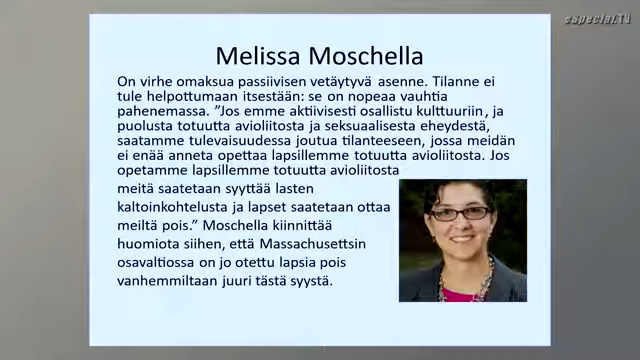 especial.TV
Melissa Moschella
On virhe omaksua passiivisen vetäytyvä asenne. Tilanne ei
tule helpottumaan itsestään: se on nopeaa vauhtia
pahenemassa. ”Jos emme aktiivisesti osallistu kulttuuriin, ja
puolusta totuutta avioliitosta ja seksuaalisesta eheydestä,
saatamme tulevaisuudessa joutua tilanteeseen, jossa meidän
ei enää anneta opettaa lapsillemme totuutta avioliitosta. Jos
opetamme lapsillemme totuutta avioliitosta
meitä saatetaan syyttää lasten
kaltoinkohtelusta ja lapset saatetaan ottaa
meiltä pois.” Moschella kiinnittää
huomiota siihen, että Massachusettsin
osavaltiossa on jo otettu lapsia pois
vanhemmiltaan juuri tästä syystä.